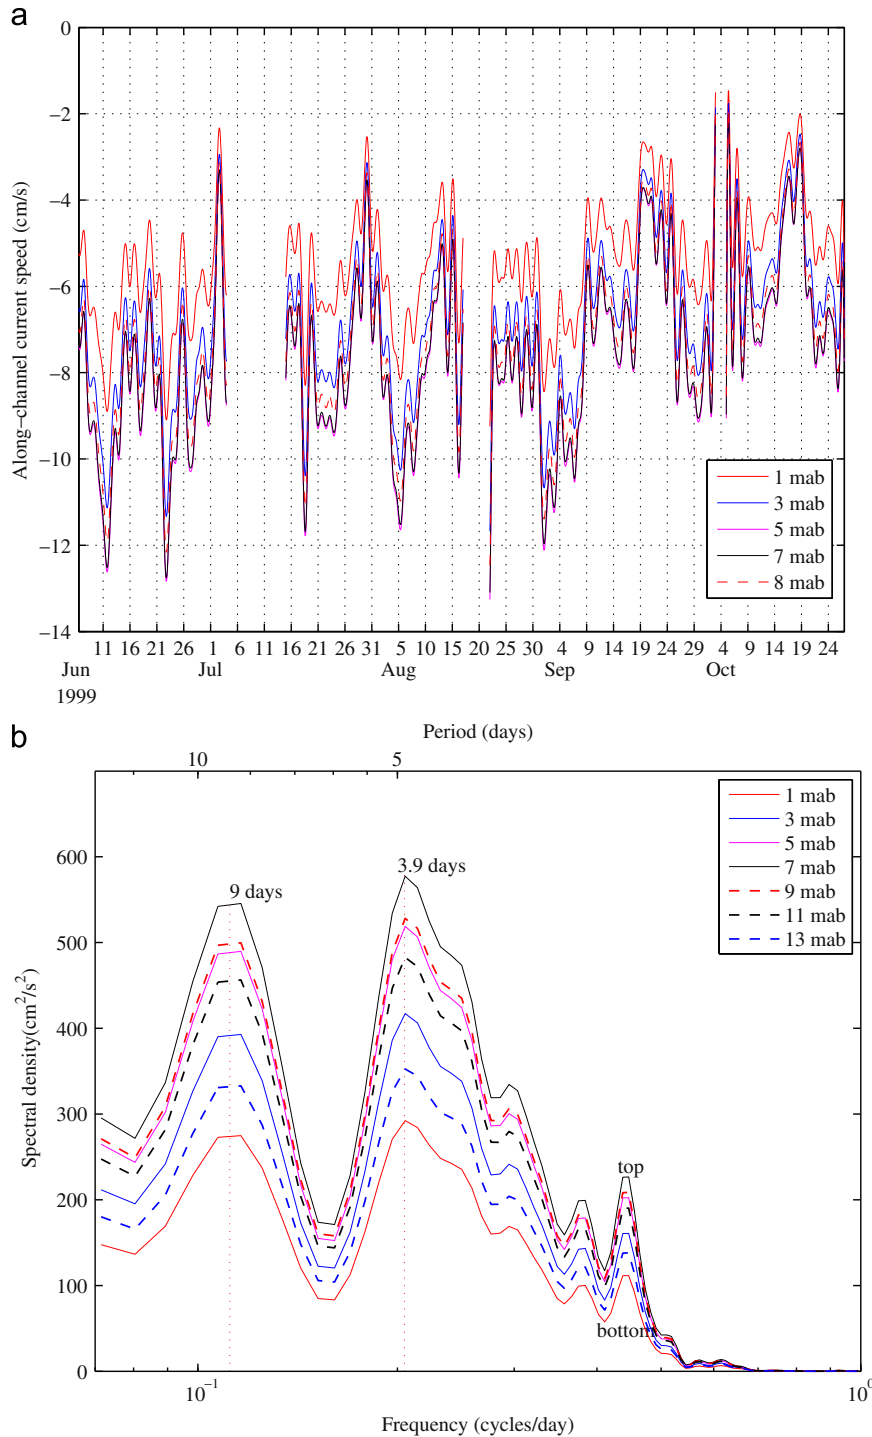 a
0
−2
−4
−6
−8
−10
−12
−14
Along−channel current speed (cm/s)
1 mab
3 mab
5 mab
7 mab
8 mab
11 16 21 26 1 6 11 16 21 26 31 5 10 15 20 25 30 4 9 14 19 24 29 4 9 14 19 24
Jun Jul Aug Sep Oct
1999
b
Period (days)
10 5
600
500
400
300
200
100
0
Spectral density(cm²/s²)
1 mab
3 mab
5 mab
7 mab
9 mab
11 mab
13 mab
9 days
3.9 days
top
bottom
10⁻¹ 10⁰
Frequency (cycles/day)